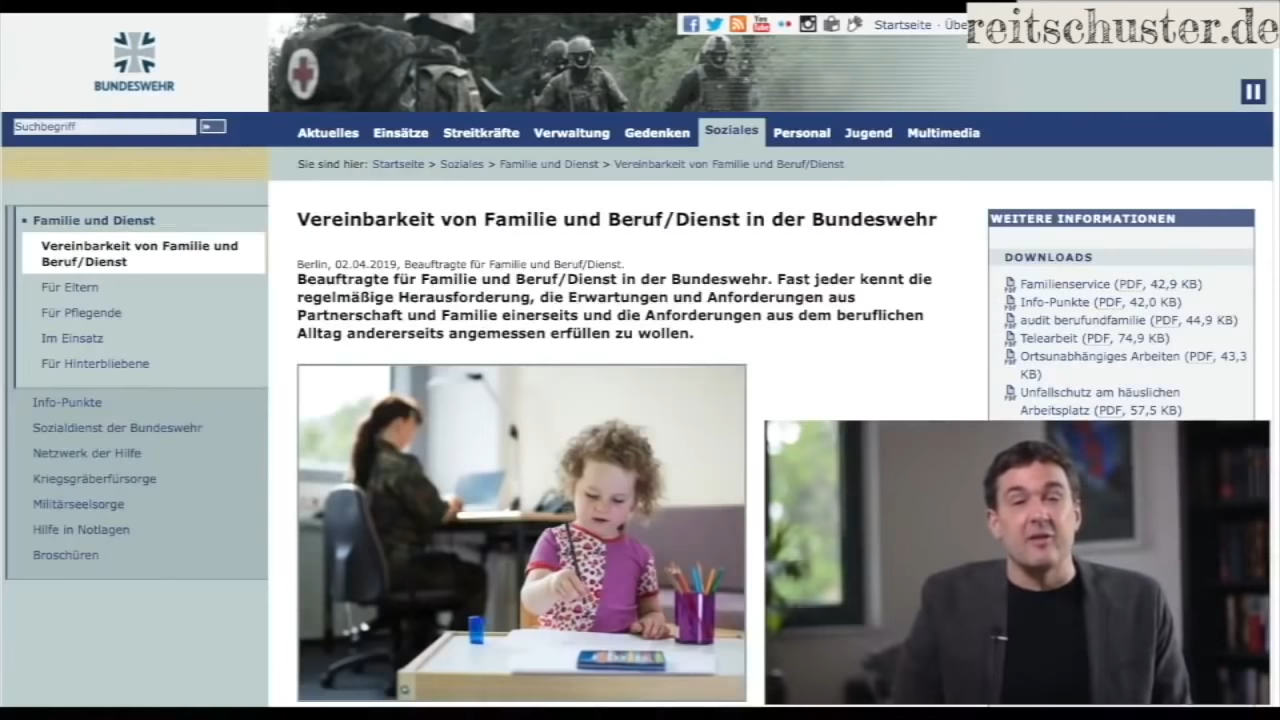 BUNDESWEHR
Startseite · Übe
reitschuster.de
Suchbegriff
Aktuelles Einsätze Streitkräfte Verwaltung Gedenken Soziales Personal Jugend Multimedia
Sie sind hier: Startseite > Soziales > Familie und Dienst > Vereinbarkeit von Familie und Beruf/Dienst
Familie und Dienst
Vereinbarkeit von Familie und
Beruf/Dienst
Für Eltern
Für Pflegende
Im Einsatz
Für Hinterbliebene
Info-Punkte
Sozialdienst der Bundeswehr
Netzwerk der Hilfe
Kriegsgräberfürsorge
Militärseelsorge
Hilfe in Notlagen
Broschüren
Vereinbarkeit von Familie und Beruf/Dienst in der Bundeswehr
Berlin, 02.04.2019, Beauftragte für Familie und Beruf/Dienst.
Beauftragte für Familie und Beruf/Dienst in der Bundeswehr. Fast jeder kennt die
regelmäßige Herausforderung, die Erwartungen und Anforderungen aus
Partnerschaft und Familie einerseits und die Anforderungen aus dem beruflichen
Alltag andererseits angemessen erfüllen zu wollen.
WEITERE INFORMATIONEN
DOWNLOADS
Familienservice (PDF, 42,9 KB)
Info-Punkte (PDF, 42,0 KB)
audit berufundfamilie (PDF, 44,9 KB)
Telearbeit (PDF, 74,9 KB)
Ortsunabhängiges Arbeiten (PDF, 43,3
KB)
Unfallschutz am häuslichen
Arbeitsplatz (PDF, 57,5 KB)